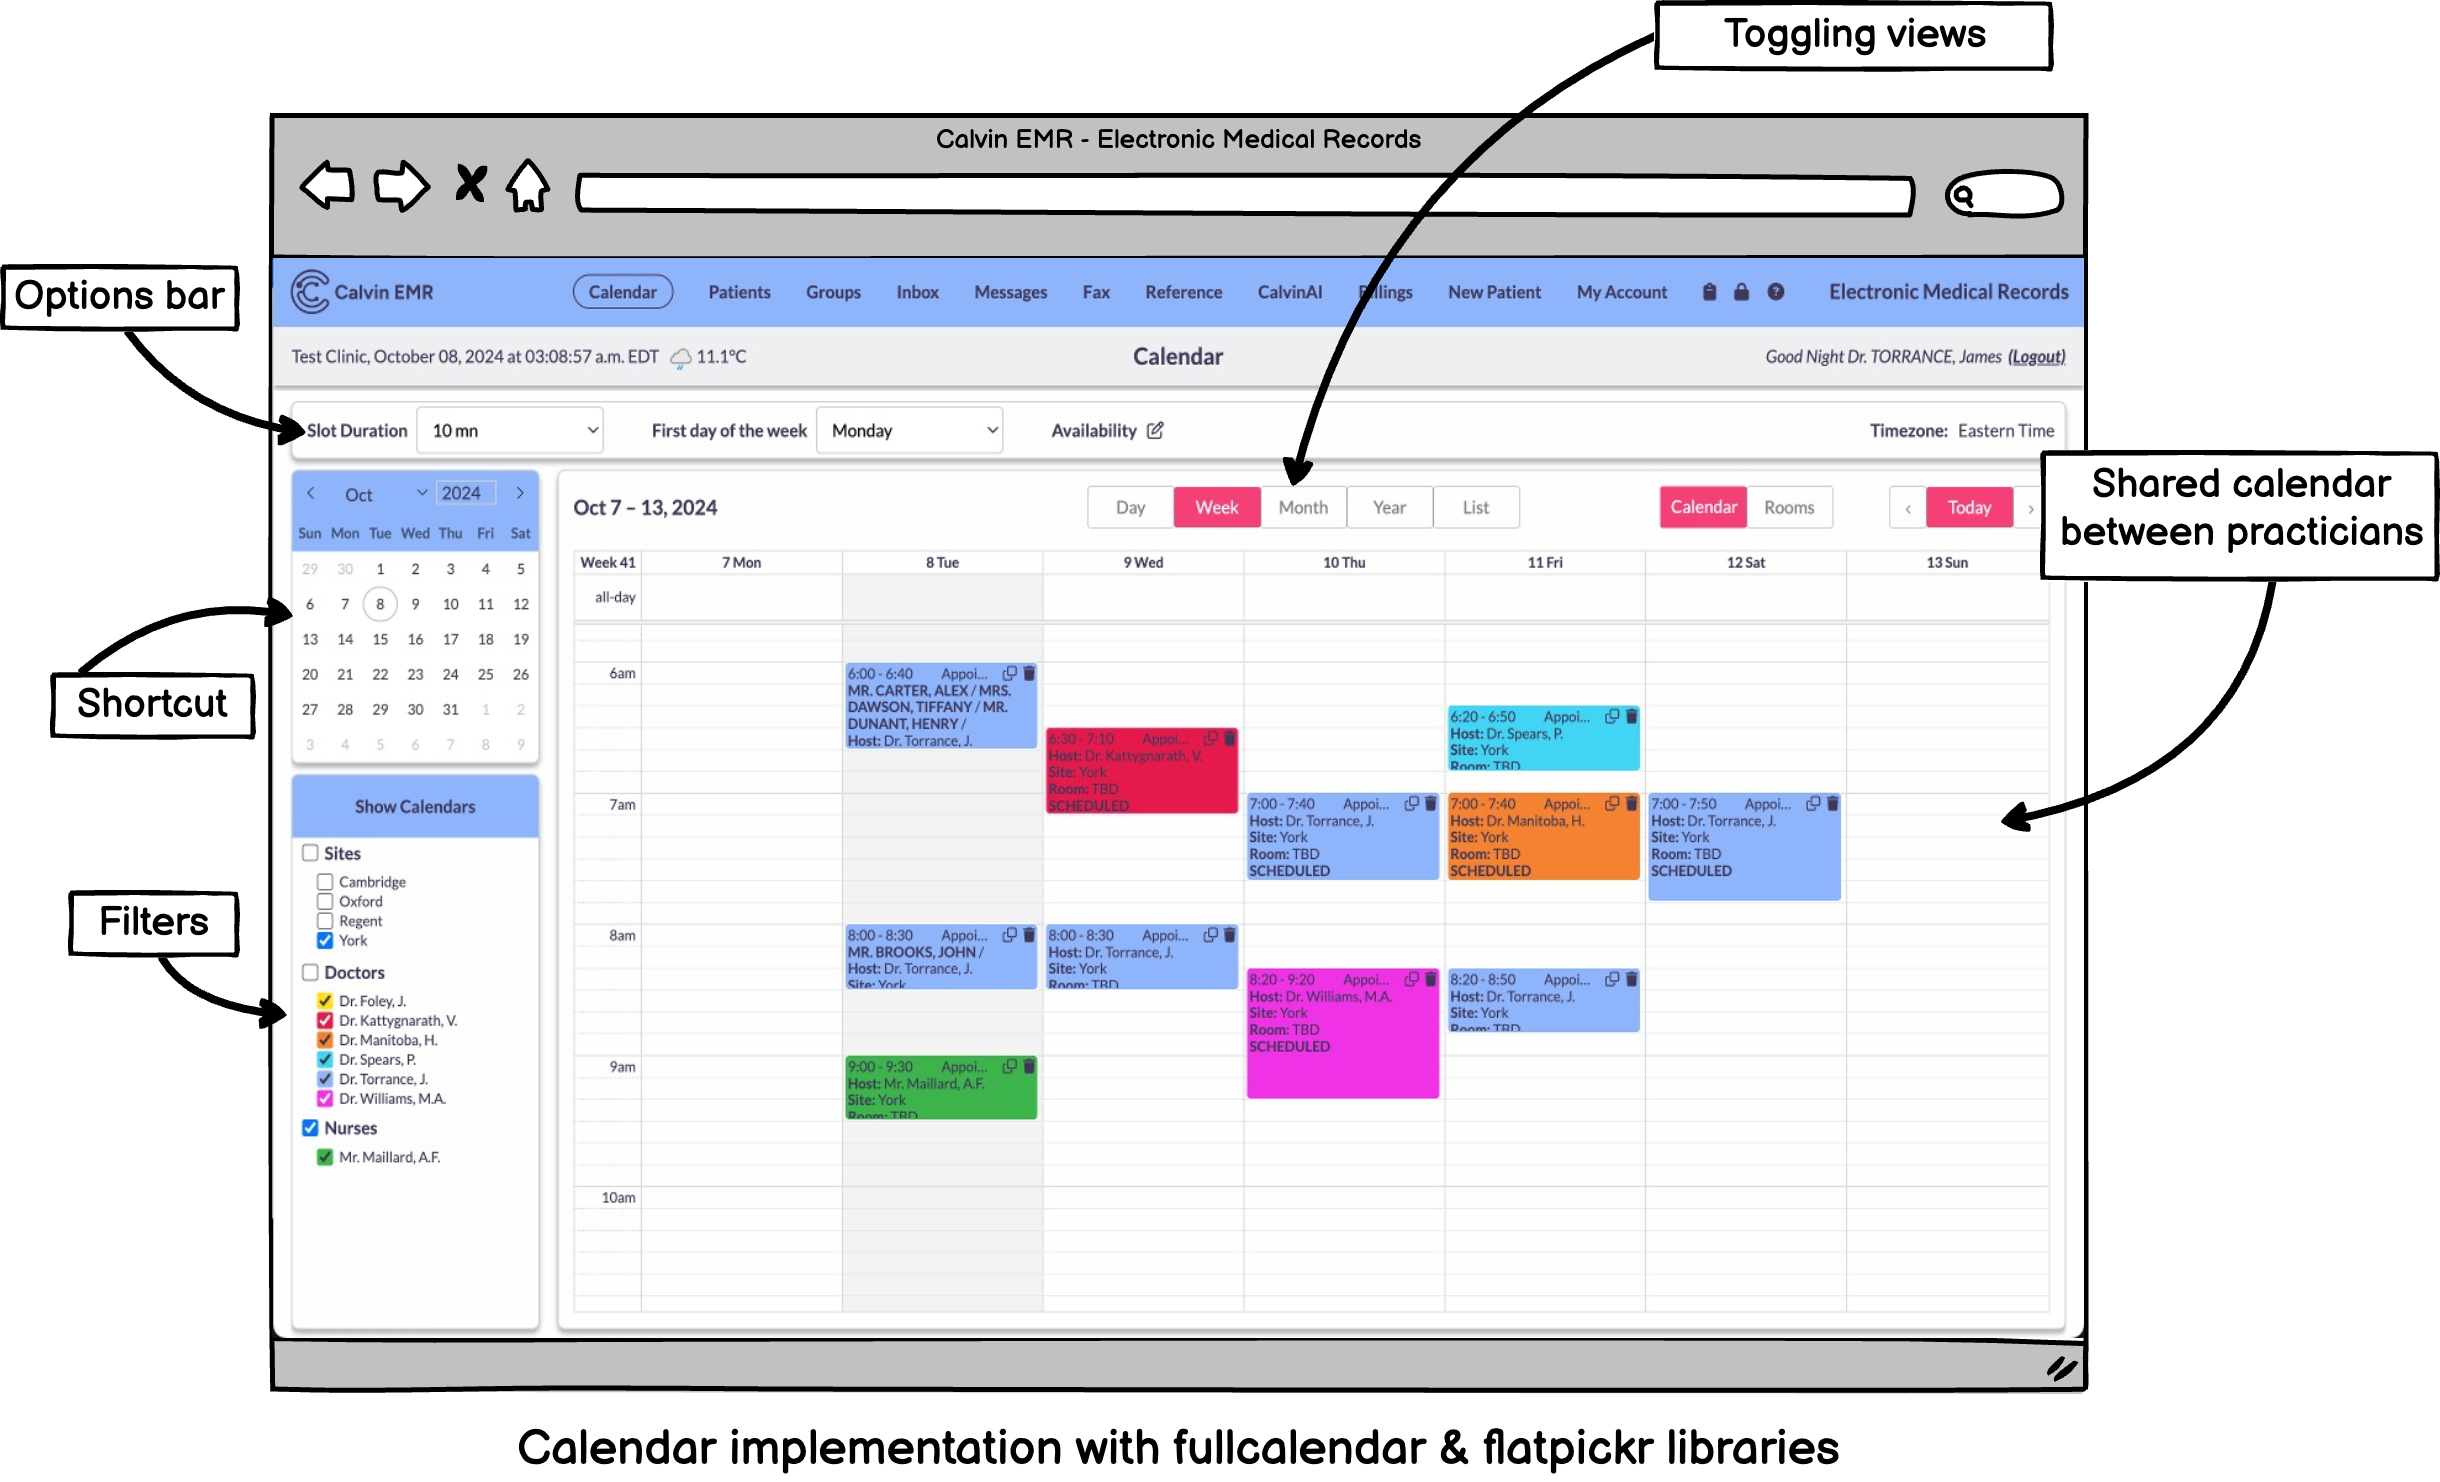 Toggling views
Calvin EMR - Electronic Medical Records
Options bar
Calvin EMR
Calendar
Patients
Groups
Inbox
Messages
Fax
Reference
CalvinAI
Billings
New Patient
My Account
Electronic Medical Records
Test Clinic, October 08, 2024 at 03:08:57 a.m. EDT 11.1°C
Calendar
Good Night Dr. TORRANCE, James (Logout)
Slot Duration 10 mn
First day of the week Monday
Availability
Timezone: Eastern Time
Shared calendar
between practicians
Oct 2024
Sun Mon Tue Wed Thu Fri Sat
29 30 1 2 3 4 5
6 7 8 9 10 11 12
13 14 15 16 17 18 19
20 21 22 23 24 25 26
27 28 29 30 31 1 2
3 4 5 6 7 8 9
Shortcut
Show Calendars
Sites
Cambridge
Oxford
Regent
York
Filters
Doctors
Dr. Foley, J.
Dr. Kattygnarath, V.
Dr. Manitoba, H.
Dr. Spears, P.
Dr. Torrance, J.
Dr. Williams, M.A.
Nurses
Mr. Maillard, A.F.
Oct 7 – 13, 2024
Day Week Month Year List
Calendar Rooms
‹ Today ›
Week 41 7 Mon 8 Tue 9 Wed 10 Thu 11 Fri 12 Sat 13 Sun
all-day
6am
7am
8am
9am
10am
6:00 - 6:40 Appoi...
MR. CARTER, ALEX / MRS.
DAWSON, TIFFANY / MR.
DUNANT, HENRY /
Host: Dr. Torrance, J.
8:00 - 8:30 Appoi...
MR. BROOKS, JOHN /
Host: Dr. Torrance, J.
Site: York
9:00 - 9:30 Appoi...
Host: Mr. Maillard, A.F.
Site: York
Room: TBD
6:30 - 7:10 Appoi...
Host: Dr. Kattygnarath, V.
Site: York
Room: TBD
SCHEDULED
8:00 - 8:30 Appoi...
Host: Dr. Torrance, J.
Site: York
Room: TBD
7:00 - 7:40 Appoi...
Host: Dr. Torrance, J.
Site: York
Room: TBD
SCHEDULED
8:20 - 9:20 Appoi...
Host: Dr. Williams, M.A.
Site: York
Room: TBD
SCHEDULED
6:20 - 6:50 Appoi...
Host: Dr. Spears, P.
Site: York
Room: TBD
7:00 - 7:40 Appoi...
Host: Dr. Manitoba, H.
Site: York
Room: TBD
SCHEDULED
8:20 - 8:50 Appoi...
Host: Dr. Torrance, J.
Site: York
Room: TBD
7:00 - 7:50 Appoi...
Host: Dr. Torrance, J.
Site: York
Room: TBD
SCHEDULED
Calendar implementation with fullcalendar & flatpickr libraries